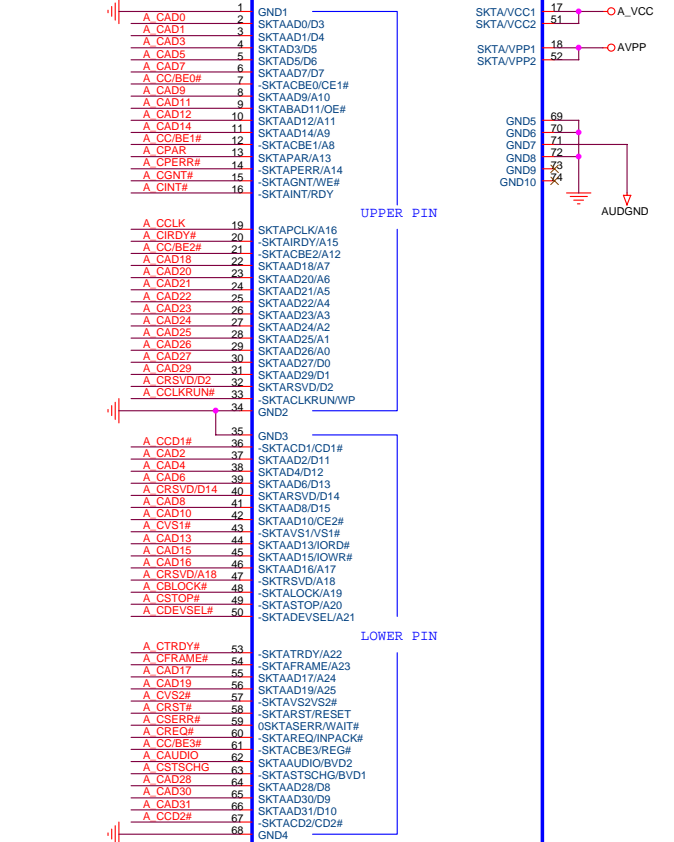 1 GND1
A_CAD0 2 SKTAAD0/D3
A_CAD1 3 SKTAAD1/D4
A_CAD3 4 SKTAD3/D5
A_CAD5 5 SKTAD5/D6
A_CAD7 6 SKTAAD7/D7
A_CC/BE0# 7 -SKTACBE0/CE1#
A_CAD9 8 SKTAAD9/A10
A_CAD11 9 SKTABAD11/OE#
A_CAD12 10 SKTAAD12/A11
A_CAD14 11 SKTAAD14/A9
A_CC/BE1# 12 -SKTACBE1/A8
A_CPAR 13 SKTAPAR/A13
A_CPERR# 14 -SKTAPERR/A14
A_CGNT# 15 -SKTAGNT/WE#
A_CINT# 16 -SKTAINT/RDY
UPPER PIN
A_CCLK 19 SKTAPCLK/A16
A_CIRDY# 20 -SKTAIRDY/A15
A_CC/BE2# 21 -SKTACBE2/A12
A_CAD18 22 SKTAAD18/A7
A_CAD20 23 SKTAAD20/A6
A_CAD21 24 SKTAAD21/A5
A_CAD22 25 SKTAAD22/A4
A_CAD23 26 SKTAAD23/A3
A_CAD24 27 SKTAAD24/A2
A_CAD25 28 SKTAAD25/A1
A_CAD26 29 SKTAAD26/A0
A_CAD27 30 SKTAAD27/D0
A_CAD29 31 SKTAAD29/D1
A_CRSVD/D2 32 SKTARSVD/D2
A_CCLKRUN# 33 -SKTACLKRUN/WP
34 GND2
35 GND3
A_CCD1# 36 -SKTACD1/CD1#
A_CAD2 37 SKTAAD2/D11
A_CAD4 38 SKTAD4/D12
A_CAD6 39 SKTAAD6/D13
A_CRSVD/D14 40 SKTARSVD/D14
A_CAD8 41 SKTAAD8/D15
A_CAD10 42 SKTAAD10/CE2#
A_CVS1# 43 -SKTAVS1/VS1#
A_CAD13 44 SKTAAD13/IORD#
A_CAD15 45 SKTAAD15/IOWR#
A_CAD16 46 SKTAAD16/A17
A_CRSVD/A18 47 -SKTRSVD/A18
A_CBLOCK# 48 -SKTALOCK/A19
A_CSTOP# 49 -SKTASTOP/A20
A_CDEVSEL# 50 -SKTADEVSEL/A21
LOWER PIN
A_CTRDY# 53 -SKTATRDY/A22
A_CFRAME# 54 -SKTAFRAME/A23
A_CAD17 55 SKTAAD17/A24
A_CAD19 56 SKTAAD19/A25
A_CVS2# 57 -SKTAVS2VS2#
A_CRST# 58 -SKTARST/RESET
A_CSERR# 59 0SKTASERR/WAIT#
A_CREQ# 60 -SKTAREQ/INPACK#
A_CC/BE3# 61 -SKTACBE3/REG#
A_CAUDIO 62 SKTAAUDIO/BVD2
A_CSTSCHG 63 -SKTASTSCHG/BVD1
A_CAD28 64 SKTAAD28/D8
A_CAD30 65 SKTAAD30/D9
A_CAD31 66 SKTAAD31/D10
A_CCD2# 67 -SKTACD2/CD2#
68 GND4
SKTA/VCC1 17 A_VCC
SKTA/VCC2 51
SKTA/VPP1 18 AVPP
SKTA/VPP2 52
GND5 69
GND6 70
GND7 71
GND8 72
GND9 73
GND10 74
AUDGND